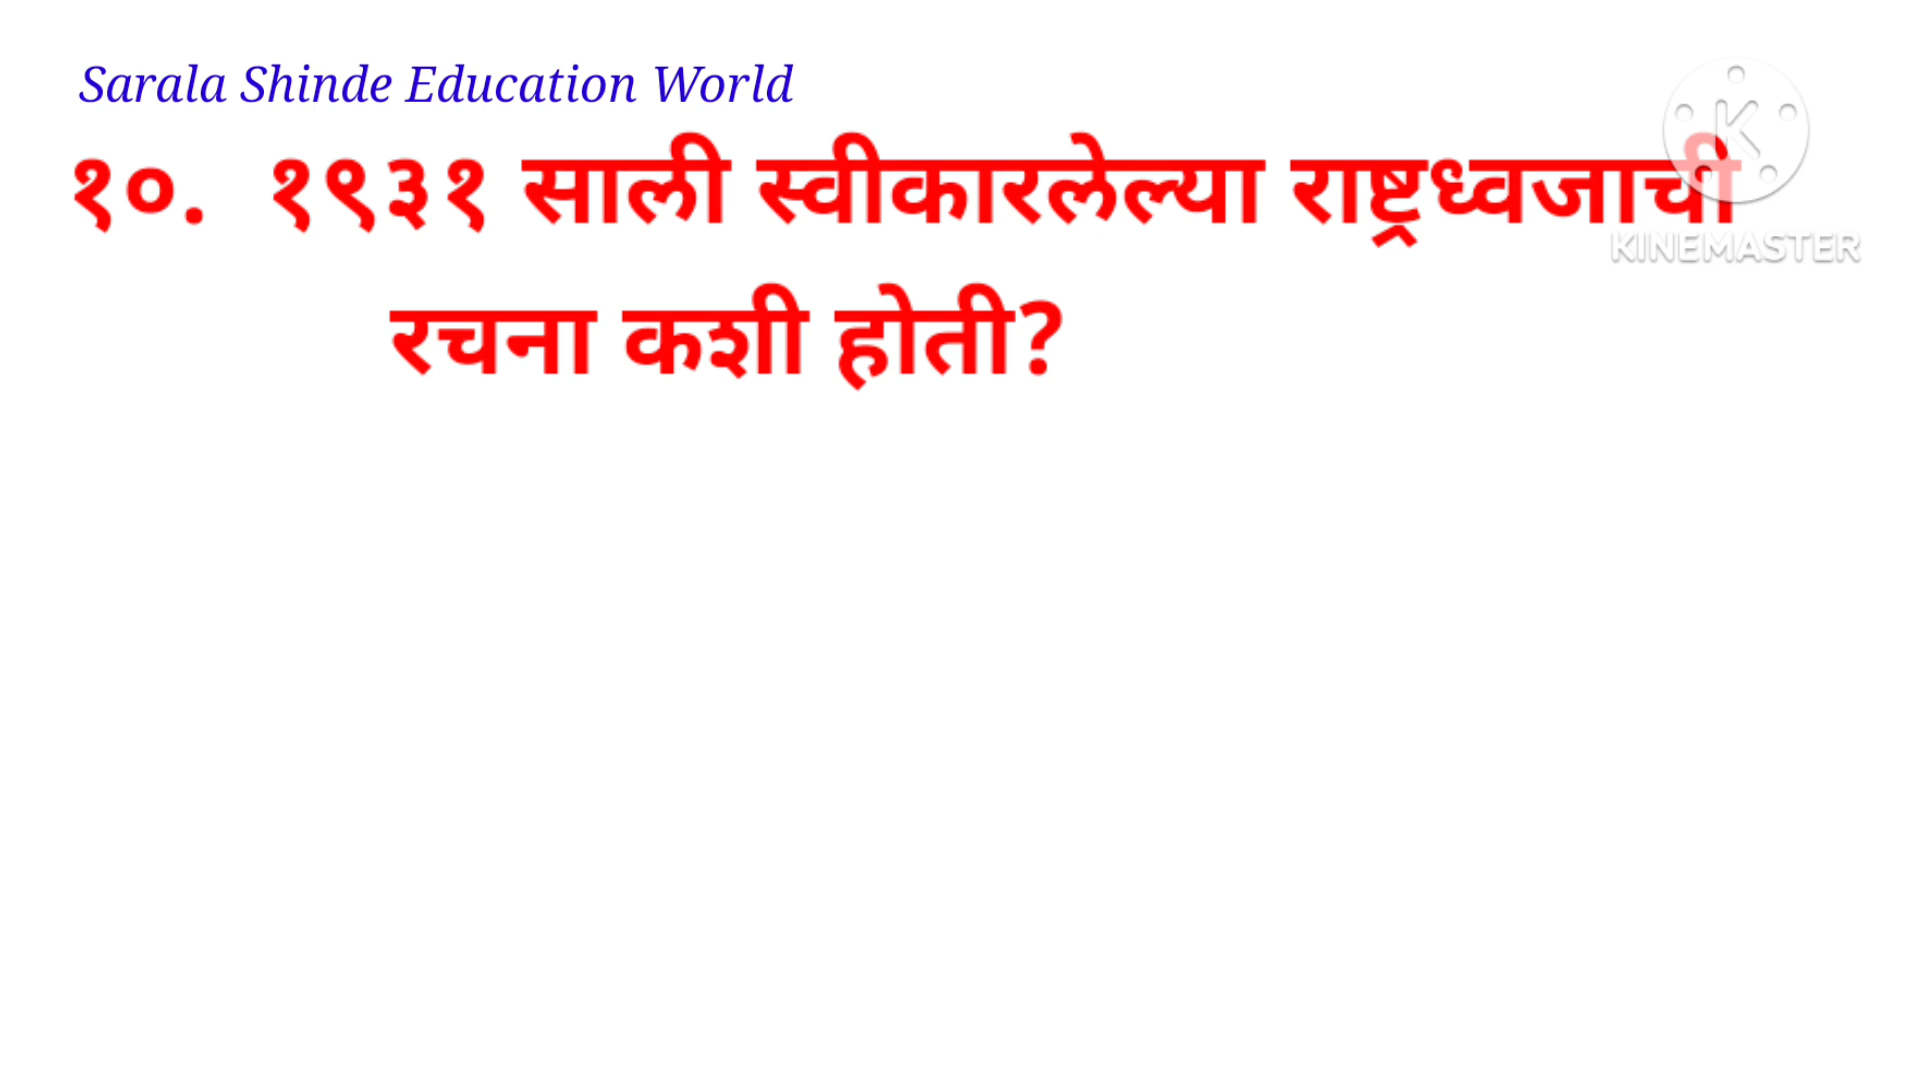 Sarala Shinde Education World
१०. १९३१ साली स्वीकारलेल्या राष्ट्रध्वजाची
KINEMASTER
रचना कशी होती?